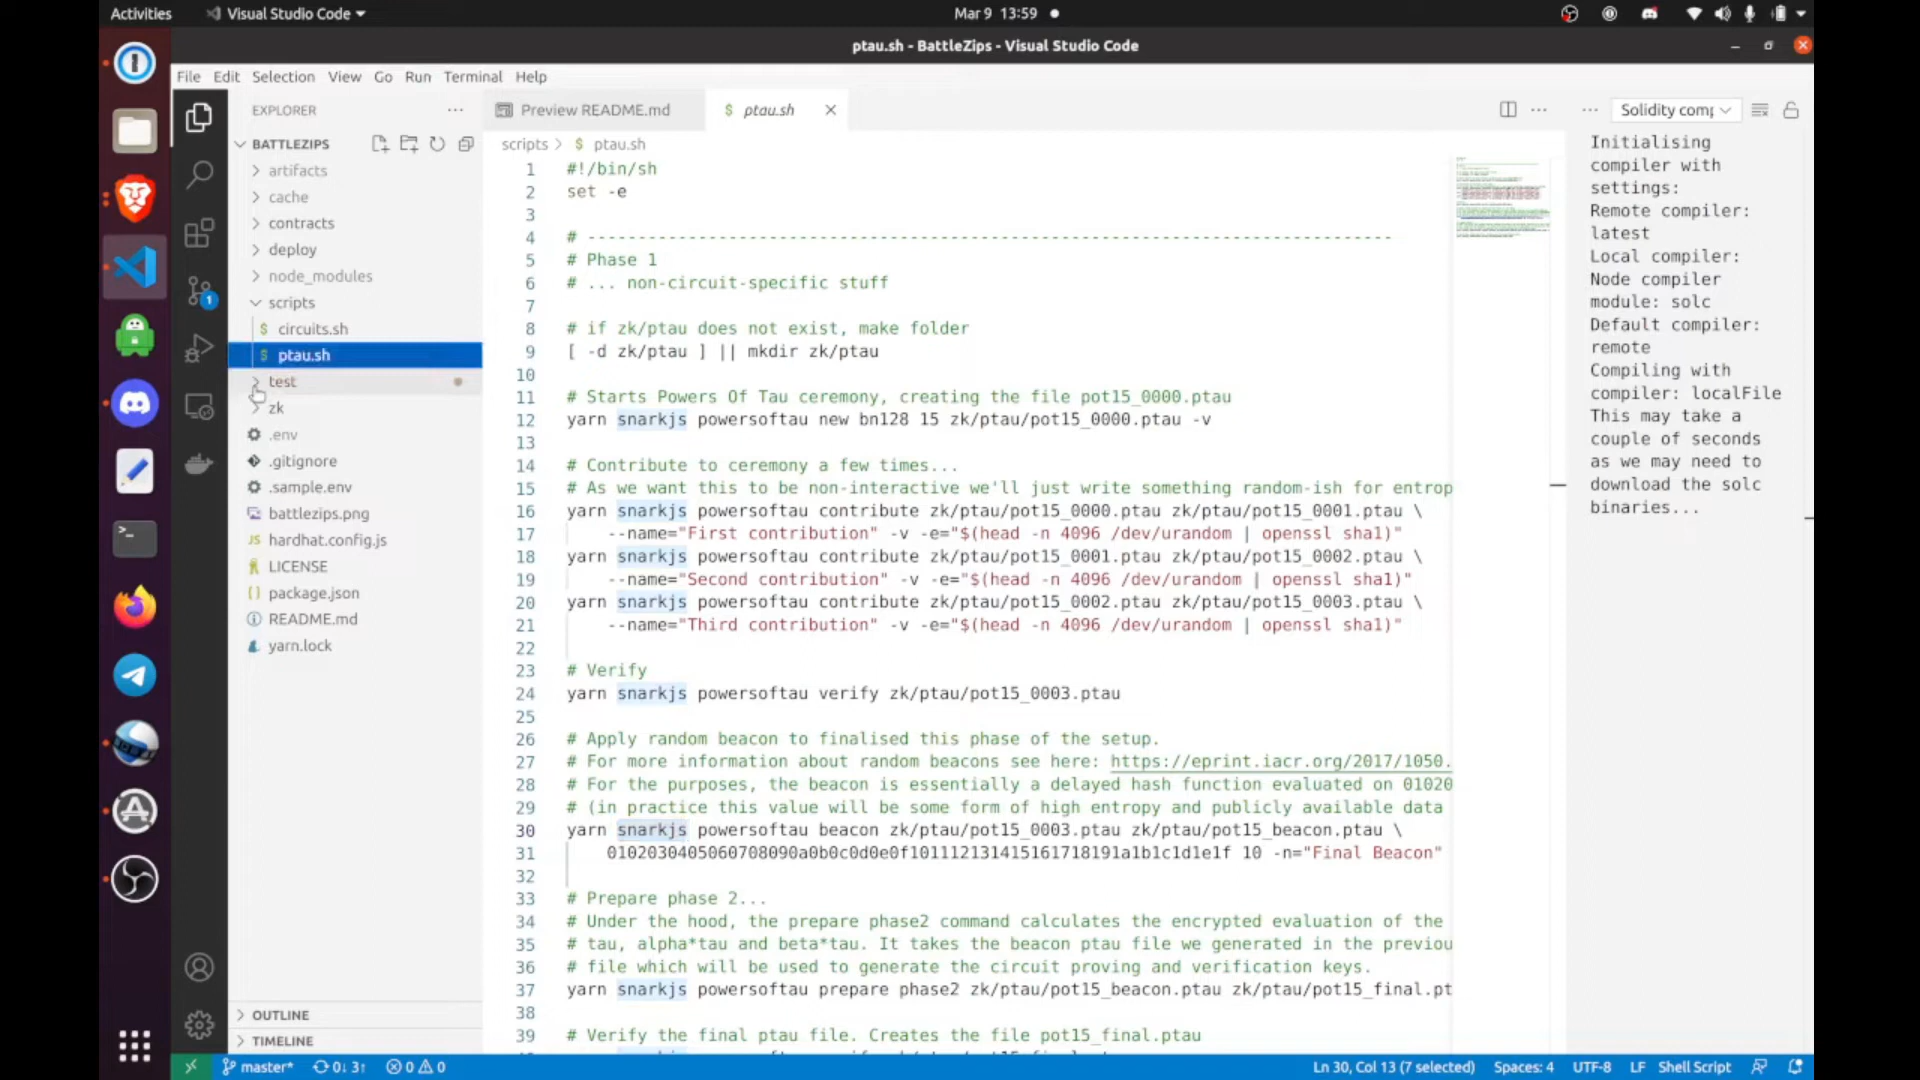 Activities
Visual Studio Code
Mar 9 13:59
ptau.sh - BattleZips - Visual Studio Code
File Edit Selection View Go Run Terminal Help
EXPLORER
BATTLEZIPS
artifacts
cache
contracts
deploy
node_modules
scripts
$ circuits.sh
$ ptau.sh
test
zk
.env
.gitignore
.sample.env
battlezips.png
JS hardhat.config.js
LICENSE
{} package.json
README.md
yarn.lock
OUTLINE
TIMELINE
Preview README.md
$ ptau.sh
scripts > $ ptau.sh
1 #!/bin/sh
2 set -e
3
4 # --------------------------------------------------------------------------------
5 # Phase 1
6 # ... non-circuit-specific stuff
7
8 # if zk/ptau does not exist, make folder
9 [ -d zk/ptau ] || mkdir zk/ptau
10
11 # Starts Powers Of Tau ceremony, creating the file pot15_0000.ptau
12 yarn snarkjs powersoftau new bn128 15 zk/ptau/pot15_0000.ptau -v
13
14 # Contribute to ceremony a few times...
15 # As we want this to be non-interactive we'll just write something random-ish for entrop
16 yarn snarkjs powersoftau contribute zk/ptau/pot15_0000.ptau zk/ptau/pot15_0001.ptau \
17 --name="First contribution" -v -e="$(head -n 4096 /dev/urandom | openssl sha1)"
18 yarn snarkjs powersoftau contribute zk/ptau/pot15_0001.ptau zk/ptau/pot15_0002.ptau \
19 --name="Second contribution" -v -e="$(head -n 4096 /dev/urandom | openssl sha1)"
20 yarn snarkjs powersoftau contribute zk/ptau/pot15_0002.ptau zk/ptau/pot15_0003.ptau \
21 --name="Third contribution" -v -e="$(head -n 4096 /dev/urandom | openssl sha1)"
22
23 # Verify
24 yarn snarkjs powersoftau verify zk/ptau/pot15_0003.ptau
25
26 # Apply random beacon to finalised this phase of the setup.
27 # For more information about random beacons see here: https://eprint.iacr.org/2017/1050.
28 # For the purposes, the beacon is essentially a delayed hash function evaluated on 01020
29 # (in practice this value will be some form of high entropy and publicly available data
30 yarn snarkjs powersoftau beacon zk/ptau/pot15_0003.ptau zk/ptau/pot15_beacon.ptau \
31 0102030405060708090a0b0c0d0e0f101112131415161718191a1b1c1d1e1f 10 -n="Final Beacon"
32
33 # Prepare phase 2...
34 # Under the hood, the prepare phase2 command calculates the encrypted evaluation of the
35 # tau, alpha*tau and beta*tau. It takes the beacon ptau file we generated in the previou
36 # file which will be used to generate the circuit proving and verification keys.
37 yarn snarkjs powersoftau prepare phase2 zk/ptau/pot15_beacon.ptau zk/ptau/pot15_final.pt
38
39 # Verify the final ptau file. Creates the file pot15_final.ptau
Solidity comp
Initialising
compiler with
settings:
Remote compiler:
latest
Local compiler:
Node compiler
module: solc
Default compiler:
remote
Compiling with
compiler: localFile
This may take a
couple of seconds
as we may need to
download the solc
binaries...
1
master* 0↓ 3↑ 0 0
Ln 30, Col 13 (7 selected) Spaces: 4 UTF-8 LF Shell Script